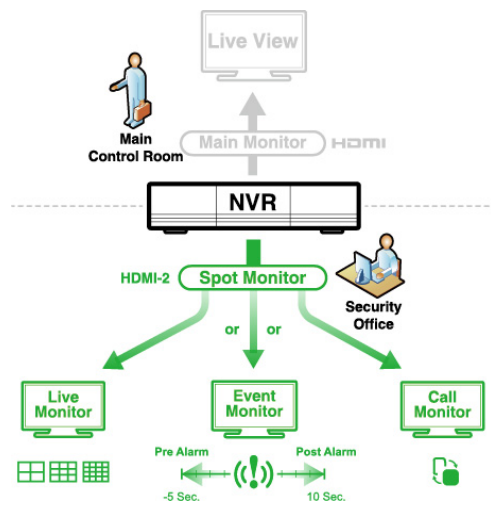 Live View
Main
Control Room
Main Monitor
HDMI
NVR
HDMI-2
Spot Monitor
Security
Office
or or
Live
Monitor
Event
Monitor
Call
Monitor
Pre Alarm
Post Alarm
-5 Sec.
10 Sec.